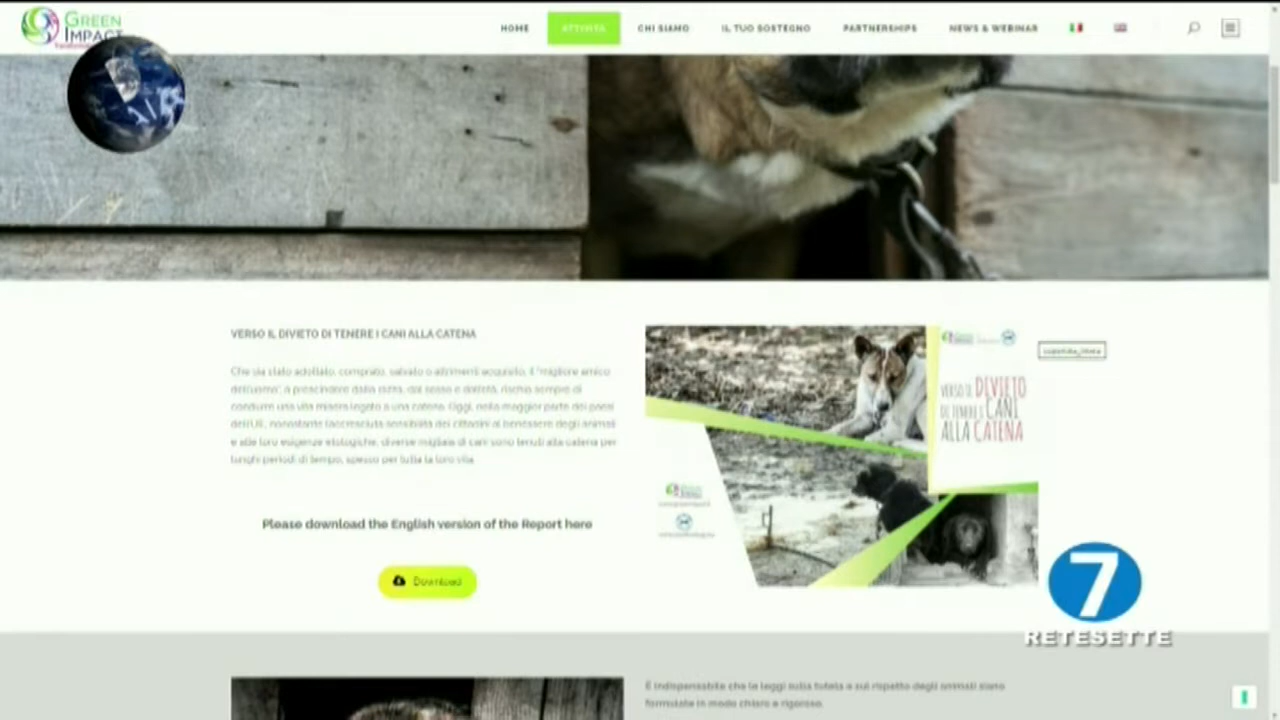 GREEN
IMPACT
HOME
ATTIVITÀ
CHI SIAMO
IL TUO SOSTEGNO
PARTNERSHIPS
NEWS & WEBINAR
VERSO IL DIVIETO DI TENERE I CANI ALLA CATENA
Che sia stato adottato, comprato, salvato o altrimenti acquisito, il "migliore amico
dell'uomo", a prescindere dalla razza, dal sesso e dall'età, rischia sempre di
condurre una vita misera legato a una catena. Oggi, nella maggior parte dei paesi
dell'UE, nonostante l'accresciuta sensibilità dei cittadini al benessere degli animali
e alle loro esigenze etologiche, diverse migliaia di cani sono tenuti alla catena per
lunghi periodi di tempo, spesso per tutta la loro vita
Please download the English version of the Report here
Download
VERSO IL DIVIETO
DI TENERE I CANI
ALLA CATENA
7
RETESETTE
È indispensabile che le leggi sulla tutela e sul rispetto degli animali siano
formulate in modo chiaro e rigoroso.